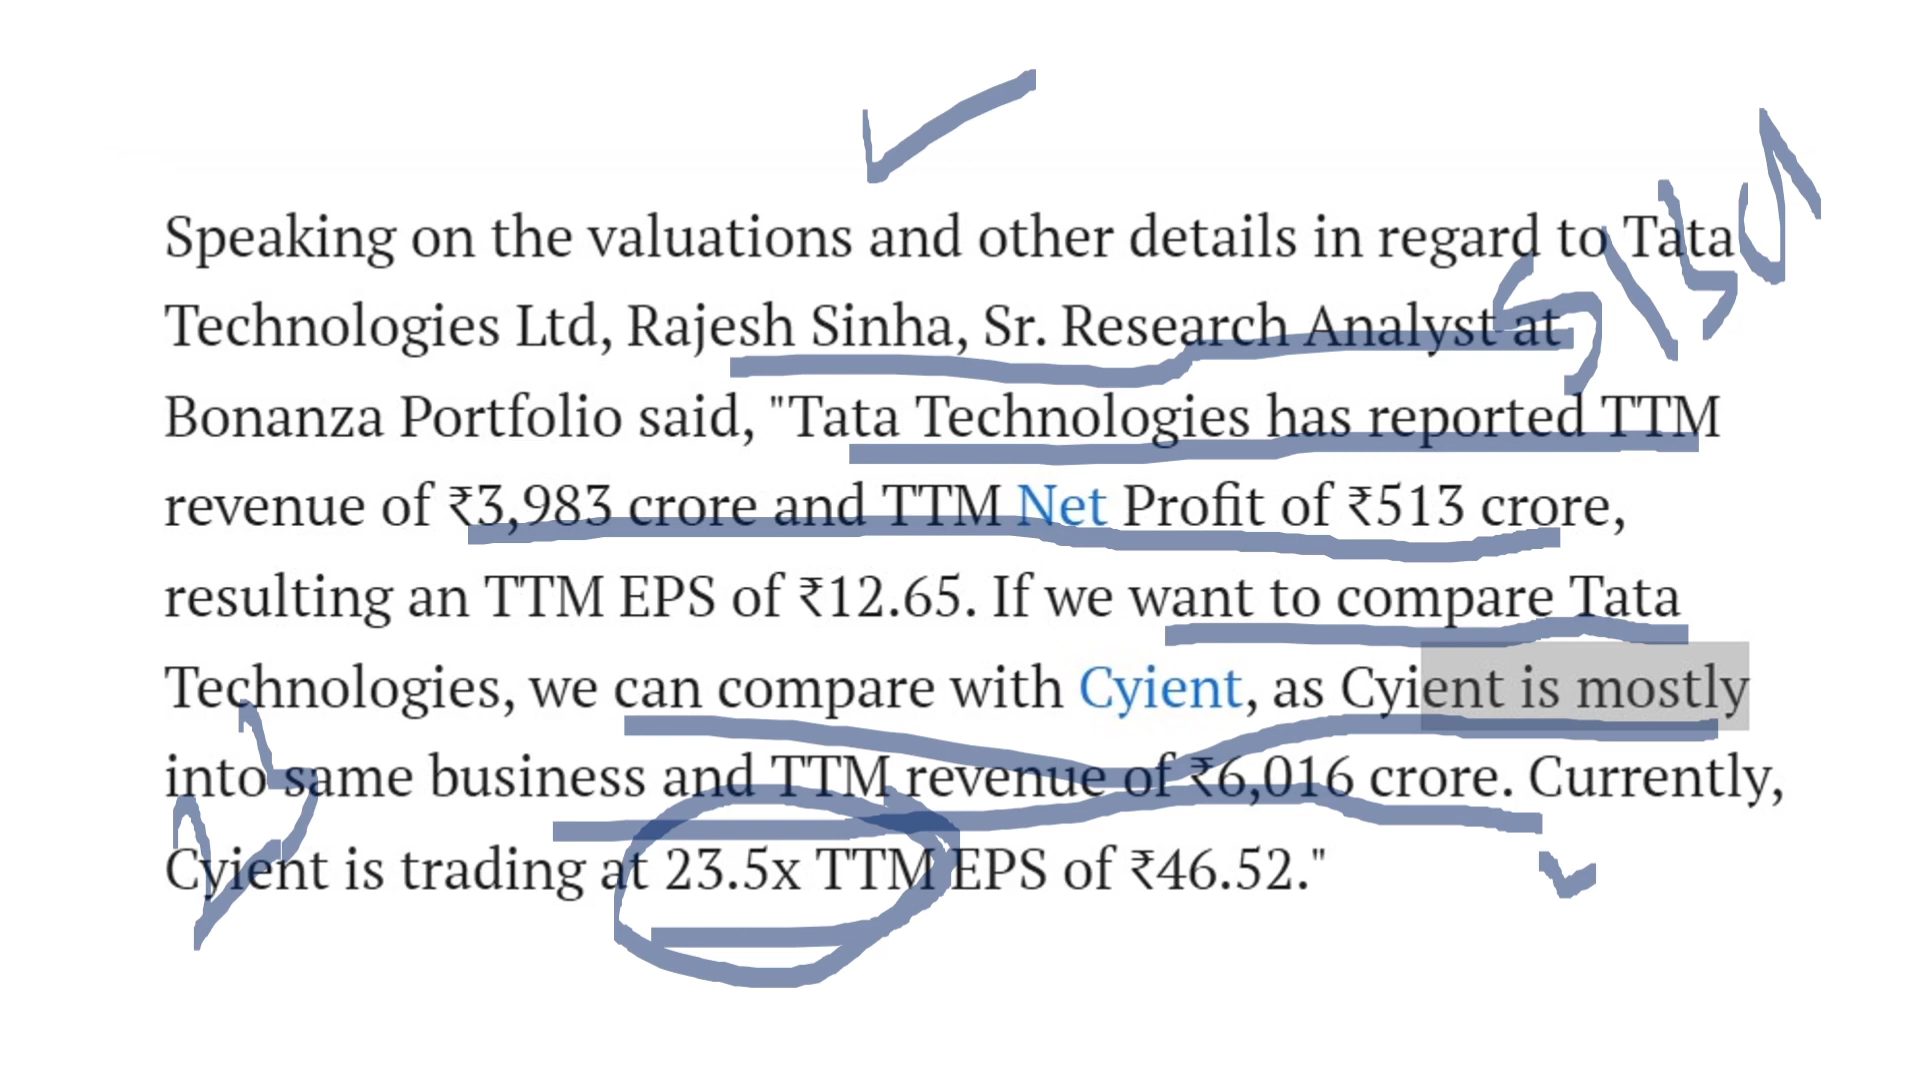 Speaking on the valuations and other details in regard to Tata
Technologies Ltd, Rajesh Sinha, Sr. Research Analyst at
Bonanza Portfolio said, "Tata Technologies has reported TTM
revenue of ₹3,983 crore and TTM Net Profit of ₹513 crore,
resulting an TTM EPS of ₹12.65. If we want to compare Tata
Technologies, we can compare with Cyient, as Cyient is mostly
into same business and TTM revenue of ₹6,016 crore. Currently,
Cyient is trading at 23.5x TTM EPS of ₹46.52."